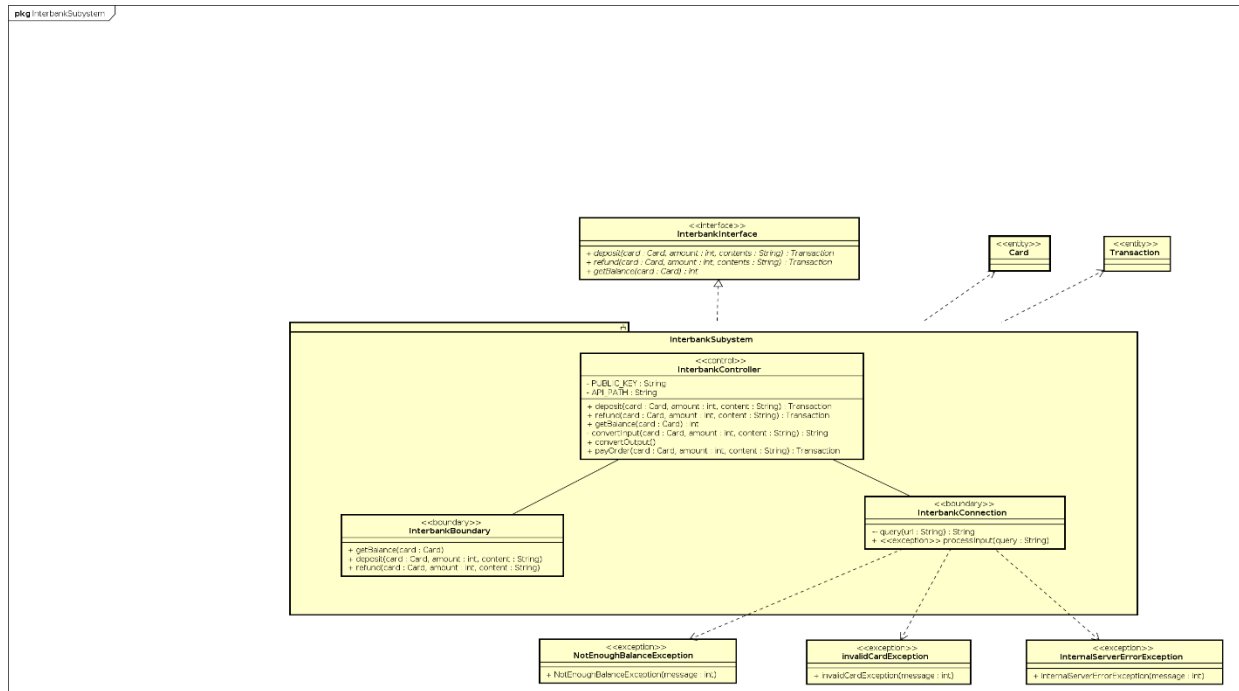 pkg InterbankSubystem
<<interface>>
InterbankInterface
+ deposit(card : Card, amount : int, contents : String) : Transaction
+ refund(card : Card, amount : int, contents : String) : Transaction
+ getBalance(card : Card) : int
<<entity>>
Card
<<entity>>
Transaction
InterbankSubystem
<<control>>
InterbankController
- PUBLIC_KEY : String
- API_PATH : String
+ deposit(card : Card, amount : int, content : String) : Transaction
+ refund(card : Card, amount : int, content : String) : Transaction
+ getBalance(card : Card) : int
- convertInput(card : Card, amount : int, content : String) : String
+ convertOutput()
+ payOrder(card : Card, amount : int, content : String) : Transaction
<<boundary>>
InterbankBoundary
+ getBalance(card : Card)
+ deposit(card : Card, amount : int, content : String)
+ refund(card : Card, amount : int, content : String)
<<boundary>>
InterbankConnection
~ query(url : String) : String
+ <<exception>> processInput(query : String)
<<exception>>
NotEnoughBalanceException
+ NotEnoughBalanceException(message : int)
<<exception>>
invalidCardException
+ invalidCardException(message : int)
<<exception>>
InternalServerErrorException
+ InternalServerErrorException(message : int)